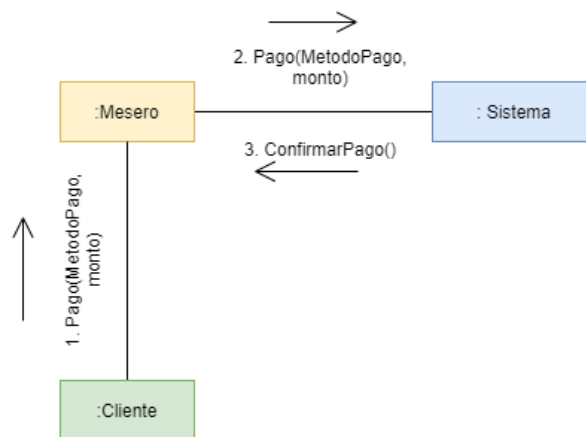 2. Pago(MetodoPago,
monto)
:Mesero
: Sistema
3. ConfirmarPago()
1. Pago(MetodoPago,
monto)
:Cliente